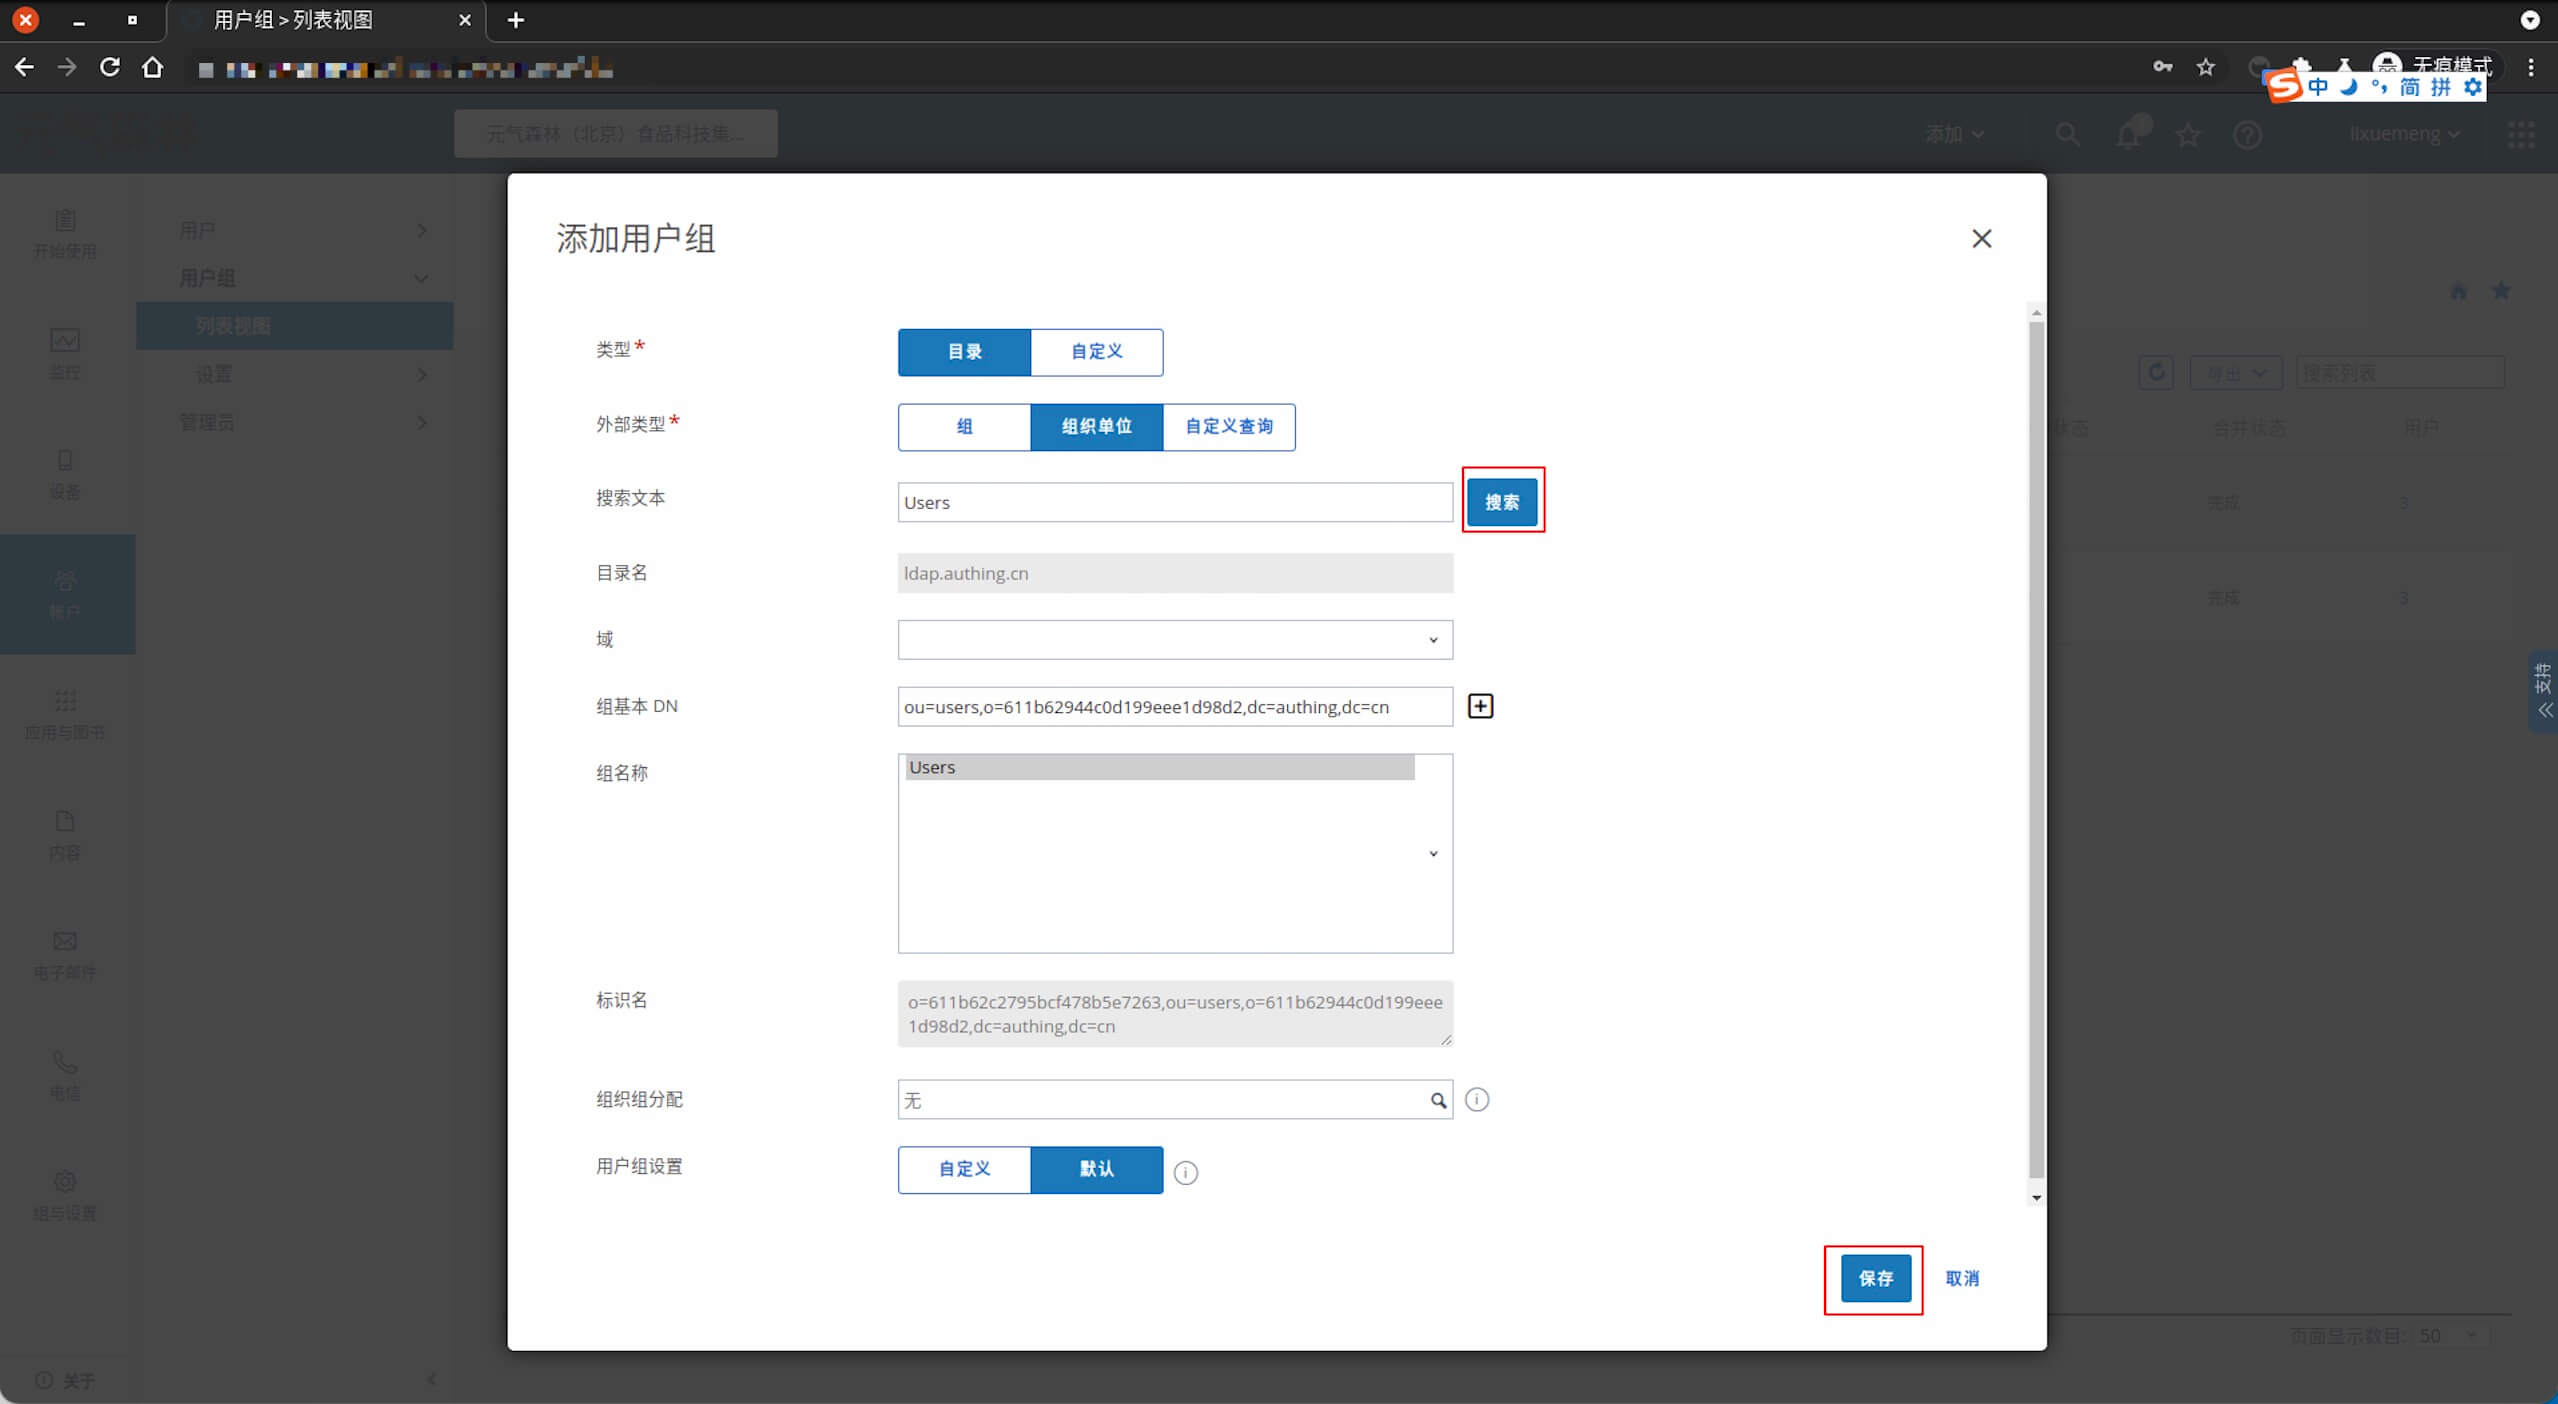 用户组 > 列表视图
无痕模式
中 简 拼
元气森林（北京）食品科技集...
添加
lixuemeng
开始使用
监控
设备
帐户
应用与图书
内容
电子邮件
电信
组与设置
关于
用户
用户组
列表视图
设置
管理员
添加用户组
类型*
目录
自定义
外部类型*
组
组织单位
自定义查询
搜索文本
Users
搜索
目录名
ldap.authing.cn
域
组基本 DN
ou=users,o=611b62944c0d199eee1d98d2,dc=authing,dc=cn
组名称
Users
标识名
o=611b62c2795bcf478b5e7263,ou=users,o=611b62944c0d199eee
1d98d2,dc=authing,dc=cn
组织组分配
无
用户组设置
自定义
默认
保存
取消
导出
搜索列表
状态
合并状态
用户
完成
3
完成
3
支持
页面显示数目: 50